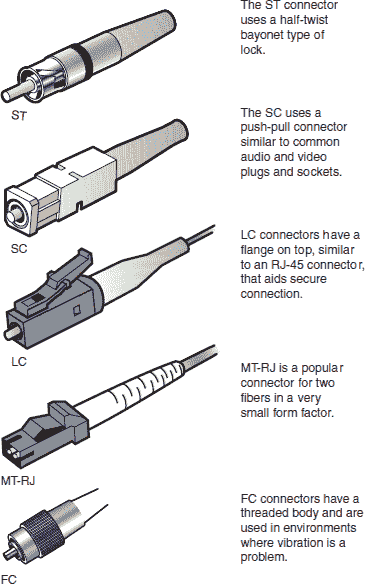 The ST connector
uses a half-twist
bayonet type of
lock.
ST
The SC uses a
push-pull connector
similar to common
audio and video
plugs and sockets.
SC
LC connectors have a
flange on top, similar
to an RJ-45 connector,
that aids secure
connection.
LC
MT-RJ is a popular
connector for two
fibers in a very
small form factor.
MT-RJ
FC connectors have a
threaded body and are
used in environments
where vibration is a
problem.
FC